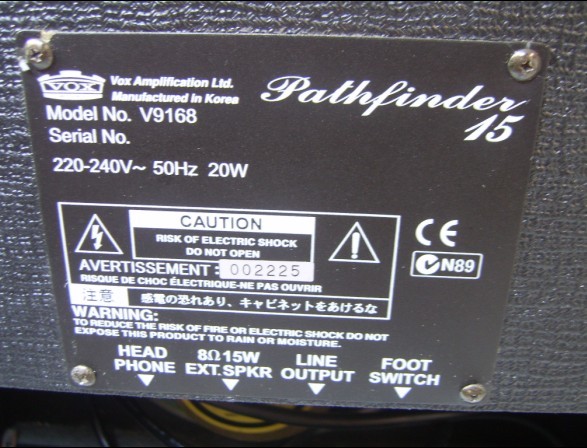 VOX
Vox Amplification Ltd.
Manufactured in Korea
Pathfinder
15
Model No. V9168
Serial No.
220-240V~ 50Hz 20W
CAUTION
RISK OF ELECTRIC SHOCK
DO NOT OPEN
AVERTISSEMENT: 002225
RISQUE DE CHOC ÉLECTRIQUE-NE PAS OUVRIR
注意 感電の恐れあり、キャビネットをあけるな
CE
N89
WARNING:
TO REDUCE THE RISK OF FIRE OR ELECTRIC SHOCK DO NOT
EXPOSE THIS PRODUCT TO RAIN OR MOISTURE.
HEAD PHONE
8Ω15W EXT.SPKR
LINE OUTPUT
FOOT SWITCH